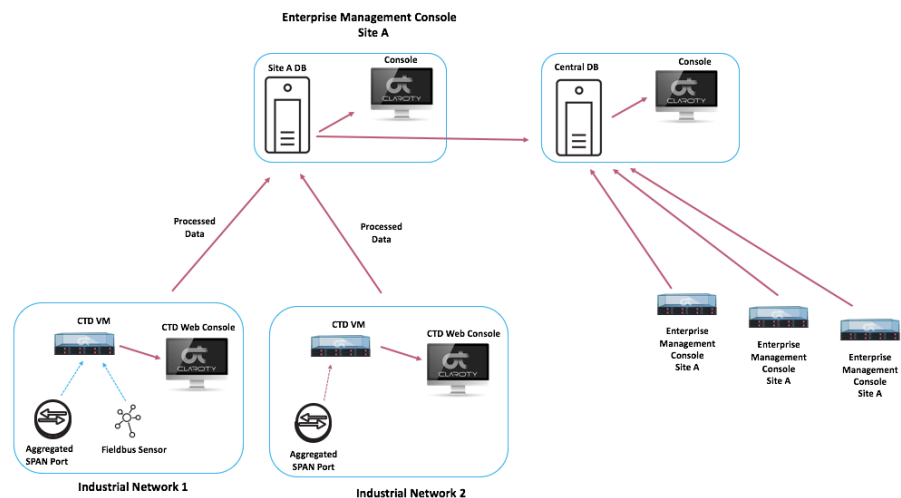 Enterprise Management Console
Site A
Site A DB
Console
CLAROTY
Central DB
Console
CLAROTY
Processed
Data
Processed
Data
CTD VM
CTD Web Console
CLAROTY
Aggregated
SPAN Port
Fieldbus Sensor
Industrial Network 1
CTD VM
CTD Web Console
CLAROTY
Aggregated
SPAN Port
Industrial Network 2
Enterprise
Management
Console
Site A
Enterprise
Management
Console
Site A
Enterprise
Management
Console
Site A